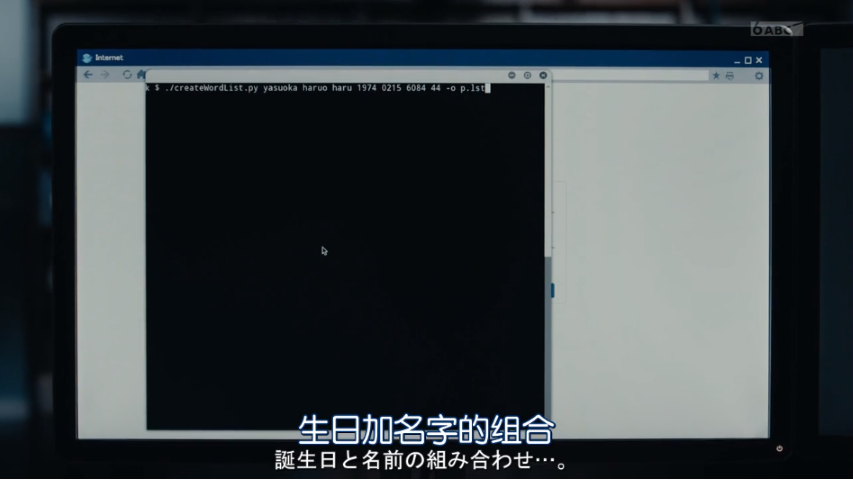 6ABC
Internet
k $ ./createWordList.py yasuoka haruo haru 1974 0215 6084 44 -o p.lst
生日加名字的组合
誕生日と名前の組み合わせ…。